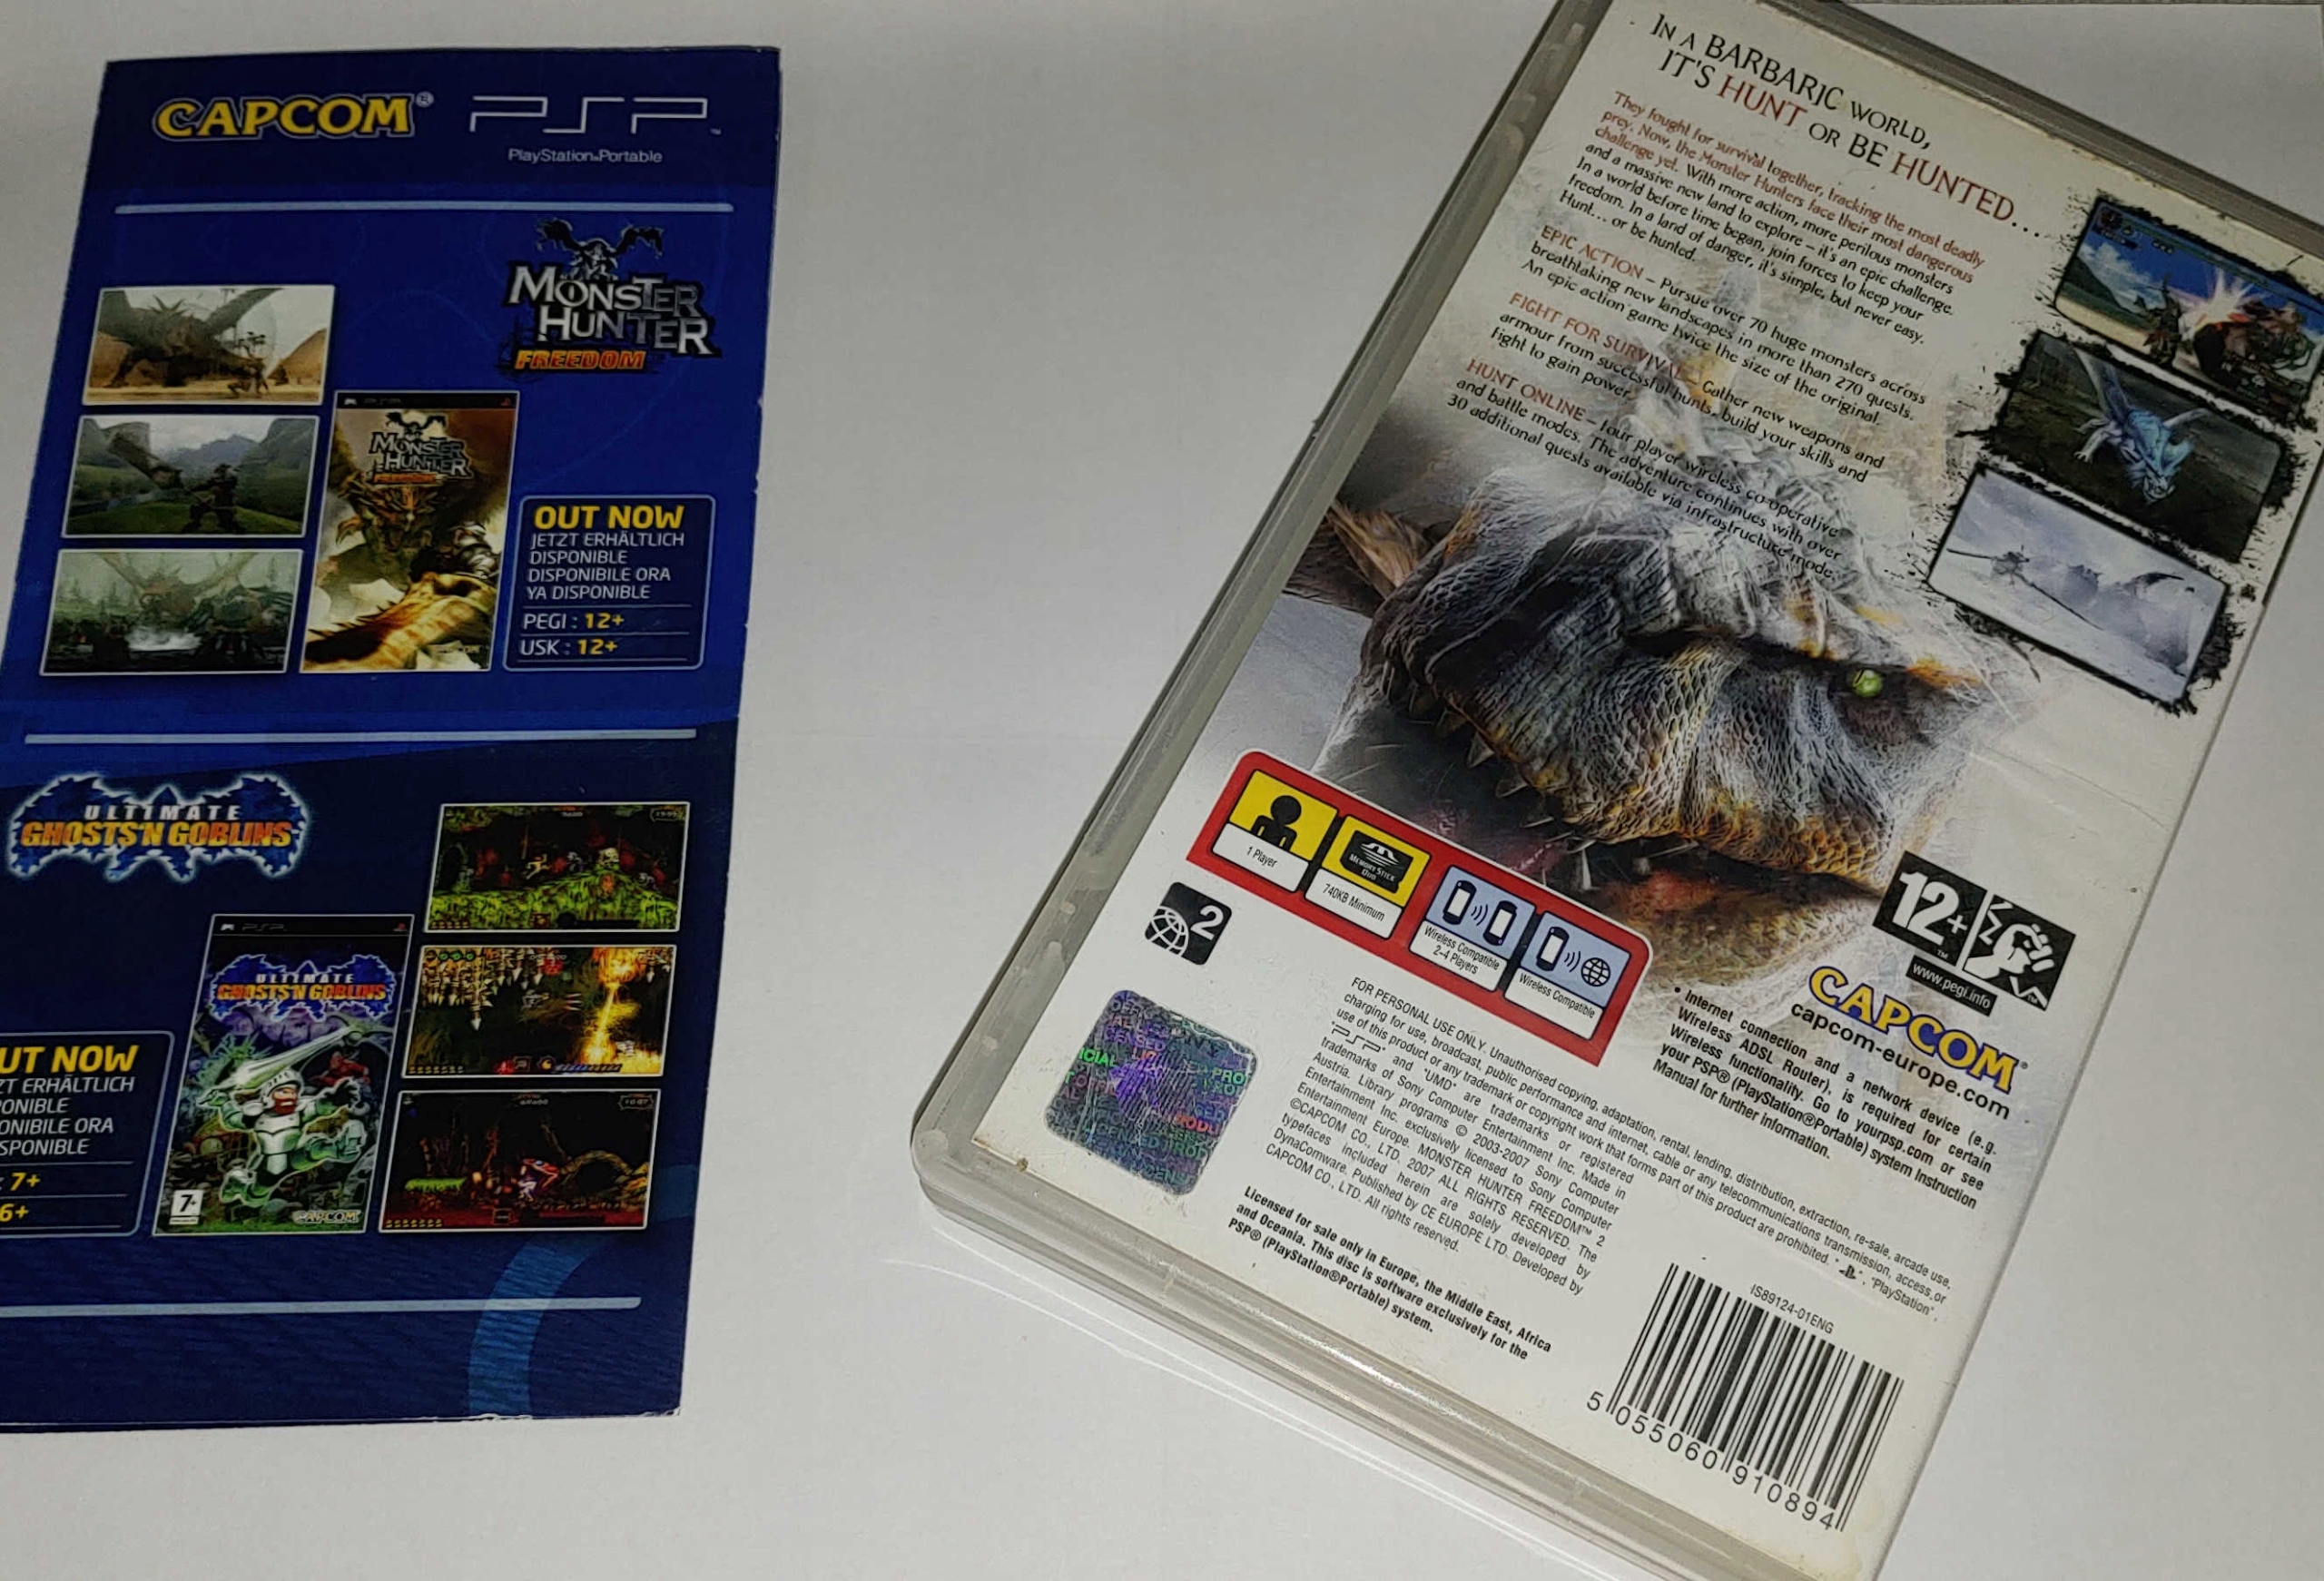 CAPCOM®
PSP™
PlayStation®Portable
MONSTER
HUNTER
FREEDOM
PSP
MONSTER
HUNTER
FREEDOM
OUT NOW
JETZT ERHÄLTLICH
DISPONIBLE
DISPONIBILE ORA
YA DISPONIBLE
PEGI : 12+
USK : 12+
ULTIMATE
GHOSTS'N GOBLINS
PSP
ULTIMATE
GHOSTS'N GOBLINS
7+
CAPCOM
UT NOW
ZT ERHÄLTLICH
ONIBLE
ONIBILE ORA
SPONIBLE
: 7+
6+
IN A BARBARIC WORLD,
IT'S HUNT OR BE HUNTED...
They fought for survival together, tracking the most deadly
prey. Now, the Monster Hunters face their most dangerous
challenge yet. With more action, more perilous monsters
and a massive new land to explore – it's an epic challenge.
In a world before time began, join forces to keep your
freedom. In a land of danger, it's simple, but never easy.
Hunt... or be hunted.
EPIC ACTION – Pursue over 70 huge monsters across
breathtaking new landscapes in more than 270 quests.
An epic action game twice the size of the original.
FIGHT FOR SURVIVAL – Gather new weapons and
armour from successful hunts, build your skills and
fight to gain power.
HUNT ONLINE – four player wireless co-operative
and battle modes. The adventure continues with over
30 additional quests available via infrastructure mode.
1 Player
MEMORY STICK
DUO
740KB Minimum
Wireless Compatible
2-4 Players
Wireless Compatible
2
12+™
www.pegi.info
CAPCOM®
capcom-europe.com
• Internet connection and a network device (e.g.
Wireless ADSL Router), is required for certain
Wireless functionality. Go to yourpsp.com or see
your PSP® (PlayStation®Portable) system Instruction
Manual for further information.
FOR PERSONAL USE ONLY. Unauthorised copying, adaptation, rental, lending, distribution, extraction, re-sale, arcade use,
charging for use, broadcast, public performance and internet, cable or any telecommunications transmission, access or
use of this product or any trademark or copyright work that forms part of this product are prohibited. " ", "PlayStation",
"PSP" and "UMD" are trademarks or registered
trademarks of Sony Computer Entertainment Inc. Made in
Austria. Library programs © 2003-2007 Sony Computer
Entertainment Inc. exclusively licensed to Sony Computer
Entertainment Europe. MONSTER HUNTER FREEDOM™ 2
©CAPCOM CO., LTD. 2007 ALL RIGHTS RESERVED. The
typefaces included herein are solely developed by
DynaComware. Published by CE EUROPE LTD. Developed by
CAPCOM CO., LTD. All rights reserved.
Licensed for sale only in Europe, the Middle East, Africa
and Oceania. This disc is software exclusively for the
PSP® (PlayStation®Portable) system.
IS89124-01ENG
5 055060 910894